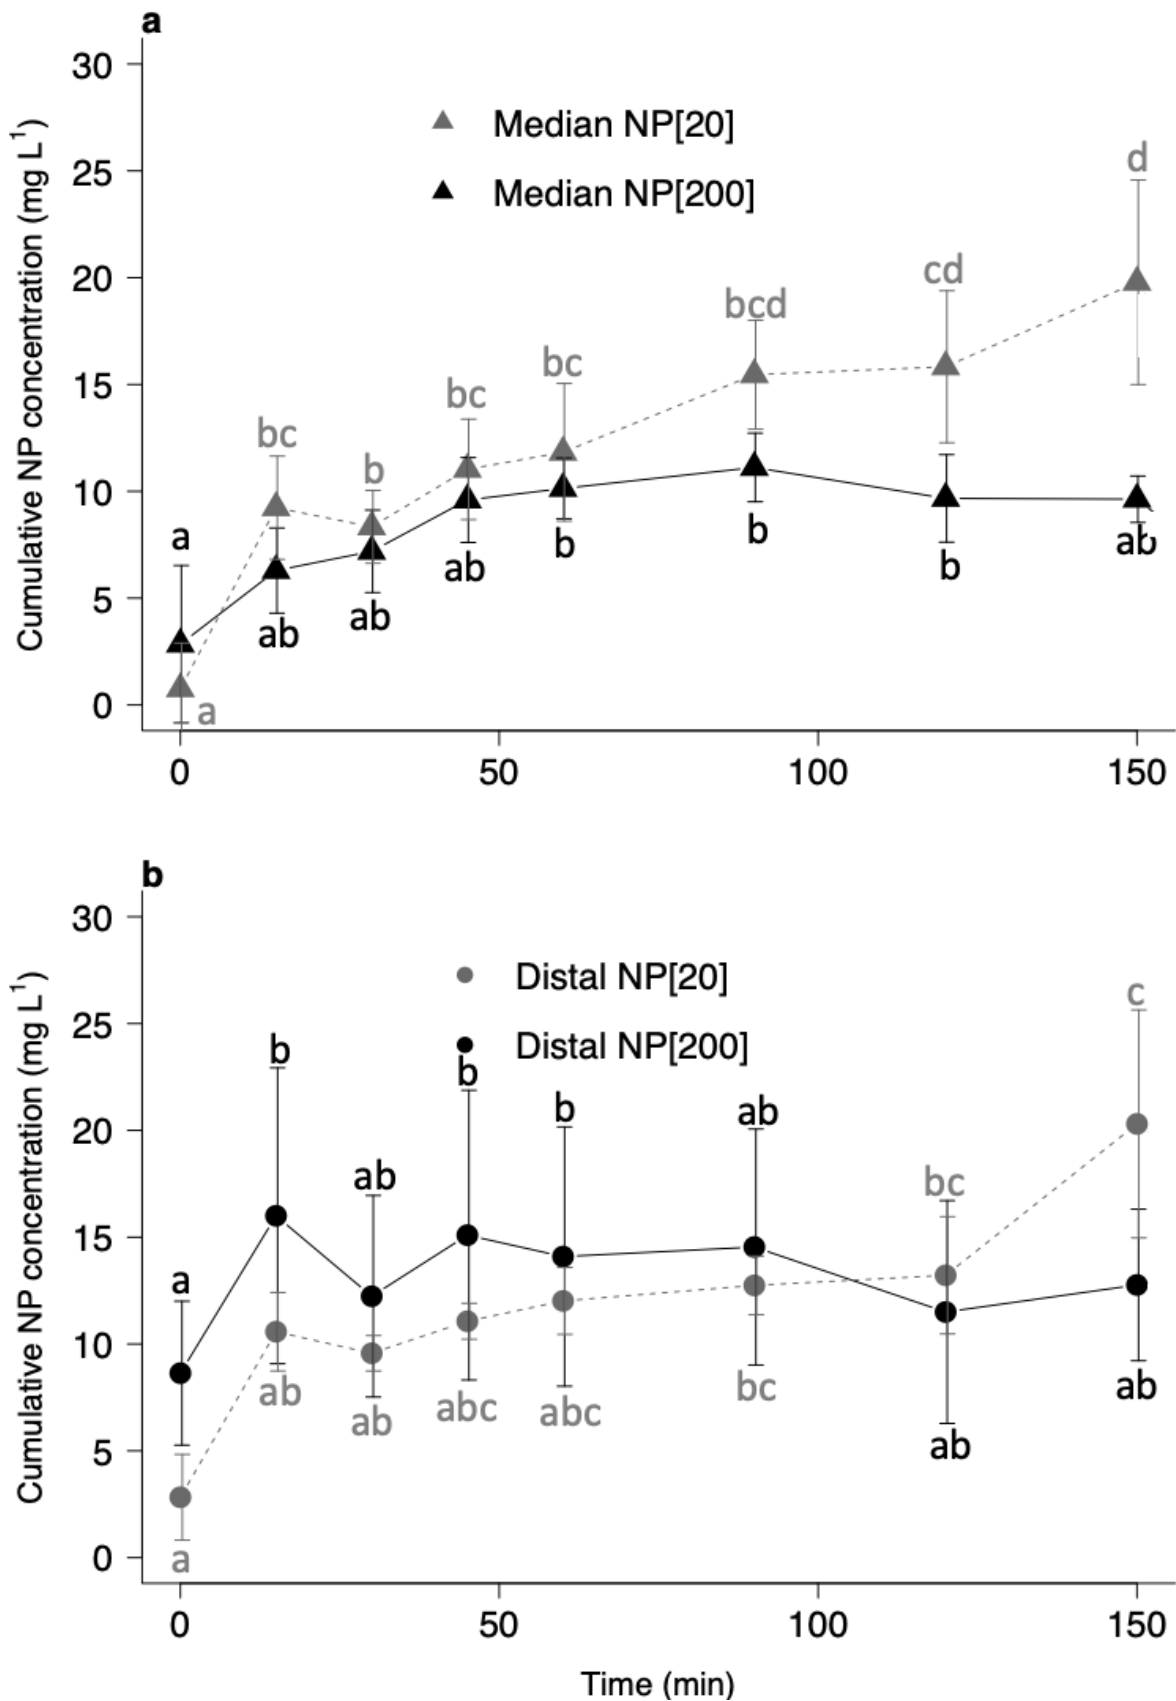 a
Cumulative NP concentration (mg L¹)
30
25
20
15
10
5
0
Median NP[20]
Median NP[200]
d
cd
bcd
bc
bc
bc
b
a
a
ab
ab
ab
b
b
b
ab
0 50 100 150
b
Cumulative NP concentration (mg L¹)
30
25
20
15
10
5
0
Distal NP[20]
Distal NP[200]
c
b
b
b
ab
ab
bc
a
ab
ab
abc
abc
bc
ab
ab
a
0 50 100 150
Time (min)